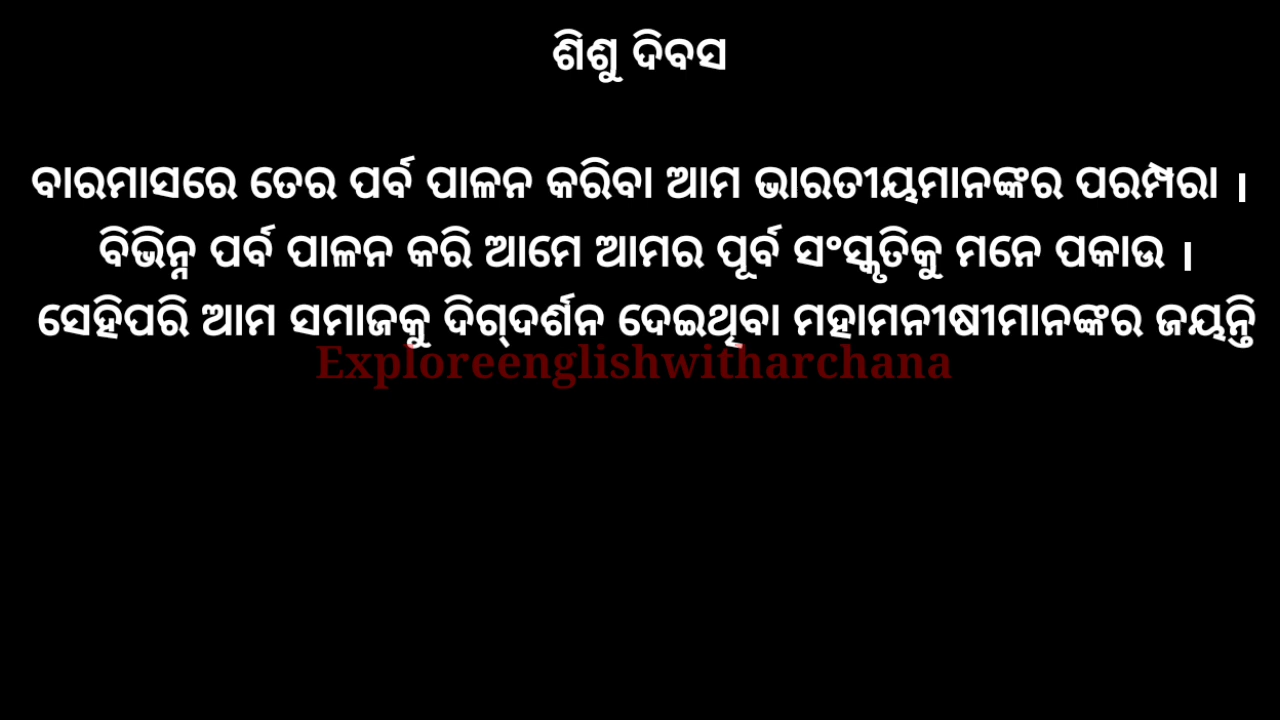 ଶିଶୁ ଦିବସ
ବାରମାସରେ ତେର ପର୍ବ ପାଳନ କରିବା ଆମ ଭାରତୀୟମାନଙ୍କର ପରମ୍ପରା ।
ବିଭିନ୍ନ ପର୍ବ ପାଳନ କରି ଆମେ ଆମର ପୂର୍ବ ସଂସ୍କୃତିକୁ ମନେ ପକାଉ ।
ସେହିପରି ଆମ ସମାଜକୁ ଦିଗ୍‌ଦର୍ଶନ ଦେଇଥିବା ମହାମନୀଷୀମାନଙ୍କର ଜୟନ୍ତି
Exploreenglishwitharchana